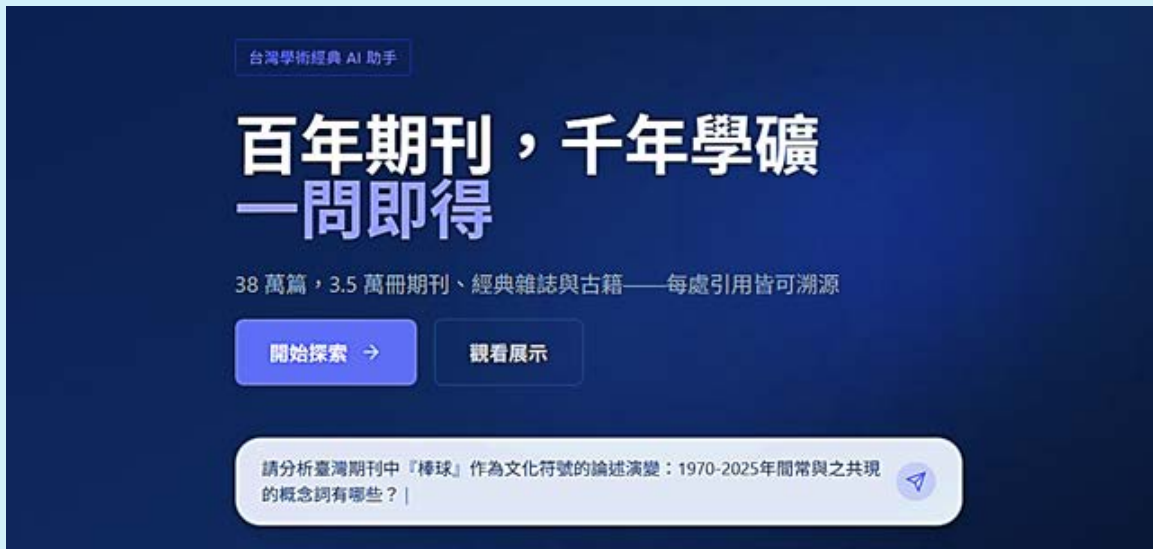 台灣學術經典 AI 助手
百年期刊，千年學礦
一問即得
38 萬篇，3.5 萬冊期刊、經典雜誌與古籍——每處引用皆可溯源
開始探索 →
觀看展示
請分析臺灣期刊中『棒球』作為文化符號的論述演變：1970-2025年間常與之共現
的概念詞有哪些？|